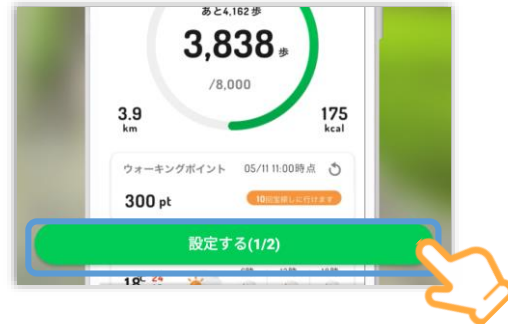 あと4,162歩
3,838歩
/8,000
3.9
km
175
kcal
ウォーキングポイント 05/11 11:00時点
300 pt
10回宝探しに行けます
設定する(1/2)
18℃ 24